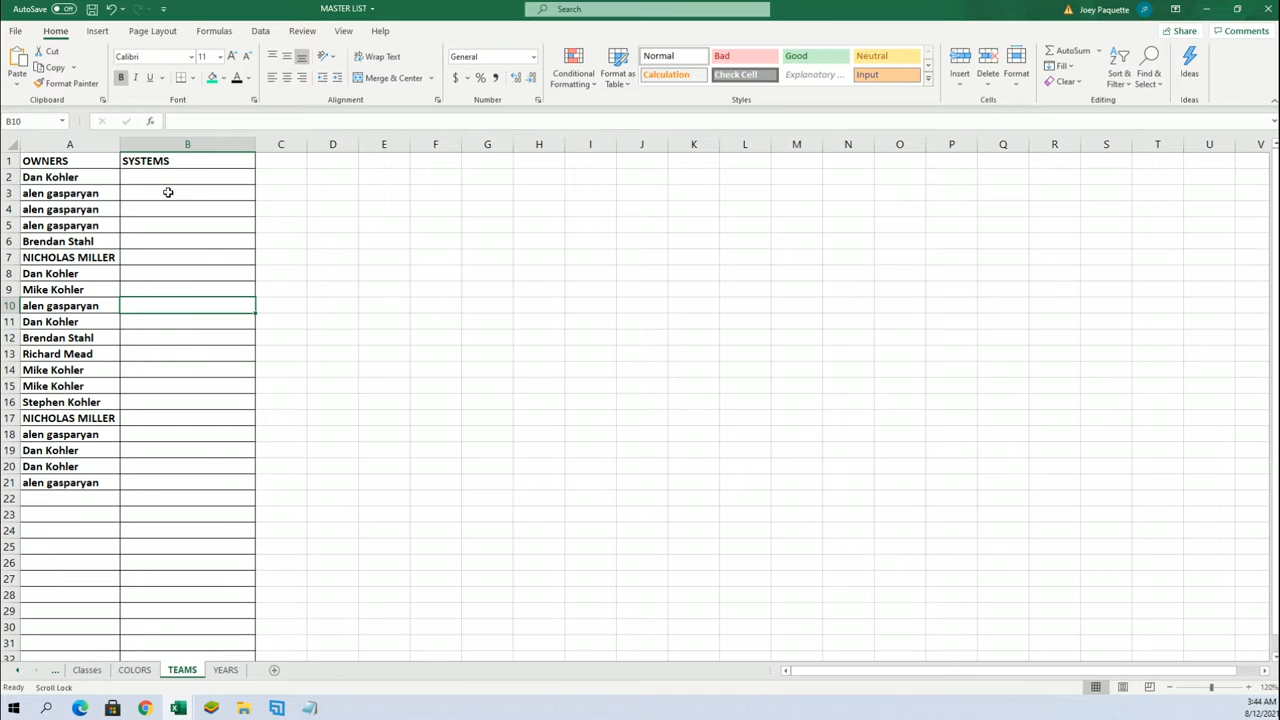 AutoSave Off MASTER LIST Search Joey Paquette JP
File Home Insert Page Layout Formulas Data Review View Help Share Comments
Cut Calibri 11 Wrap Text General Normal Bad Good Neutral AutoSum
Copy Fill
Paste Format Painter B I U Merge & Center $ % Conditional Formatting Format as Table Calculation Check Cell Explanatory ... Input Insert Delete Format Clear Sort & Filter Find & Select Ideas
Clipboard Font Alignment Number Styles Cells Editing Ideas
B10 fx
A B C D E F G H I J K L M N O P Q R S T U V
1 OWNERS SYSTEMS
2 Dan Kohler
3 alen gasparyan
4 alen gasparyan
5 alen gasparyan
6 Brendan Stahl
7 NICHOLAS MILLER
8 Dan Kohler
9 Mike Kohler
10 alen gasparyan
11 Dan Kohler
12 Brendan Stahl
13 Richard Mead
14 Mike Kohler
15 Mike Kohler
16 Stephen Kohler
17 NICHOLAS MILLER
18 alen gasparyan
19 Dan Kohler
20 Dan Kohler
21 alen gasparyan
22
23
24
25
26
27
28
29
30
31
32
... Classes COLORS TEAMS YEARS
Ready Scroll Lock 120%
3:44 AM